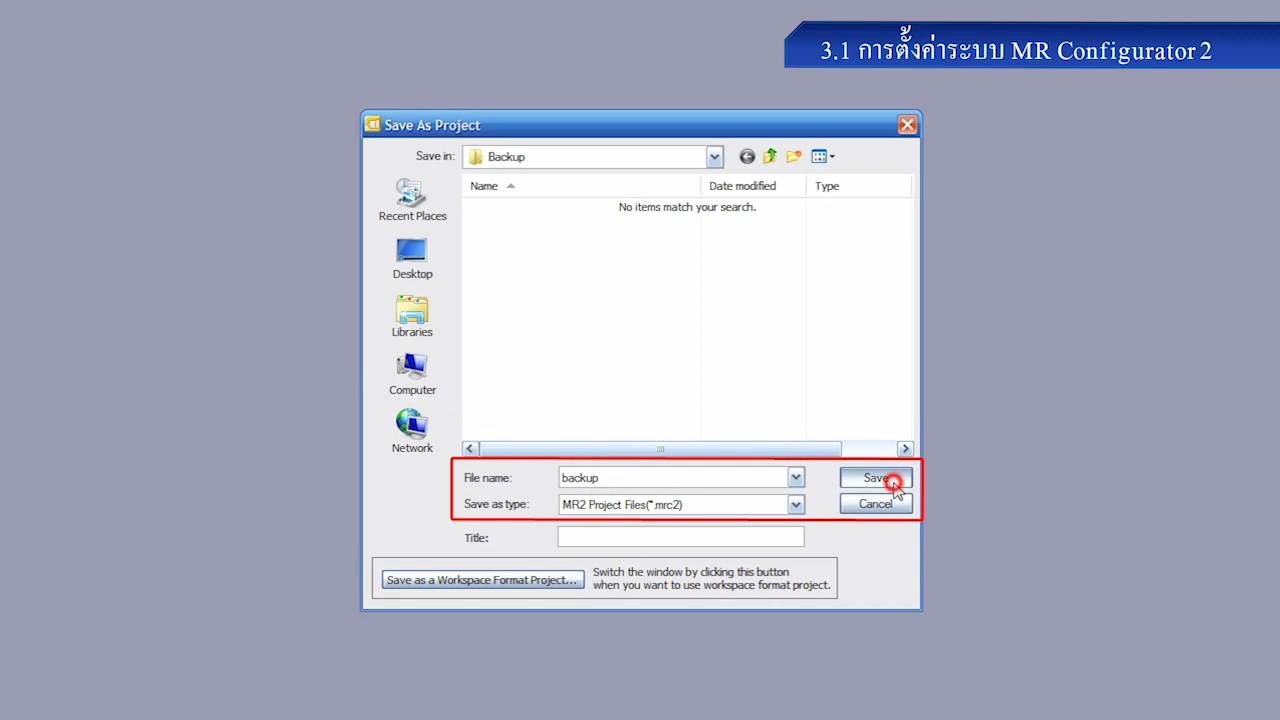 3.1 การตั้งค่าระบบ MR Configurator2
Save As Project
Save in: Backup
Name Date modified Type
No items match your search.
Recent Places
Desktop
Libraries
Computer
Network
File name: backup Save
Save as type: MR2 Project Files(*.mrc2) Cancel
Title:
Save as a Workspace Format Project...
Switch the window by clicking this button
when you want to use workspace format project.